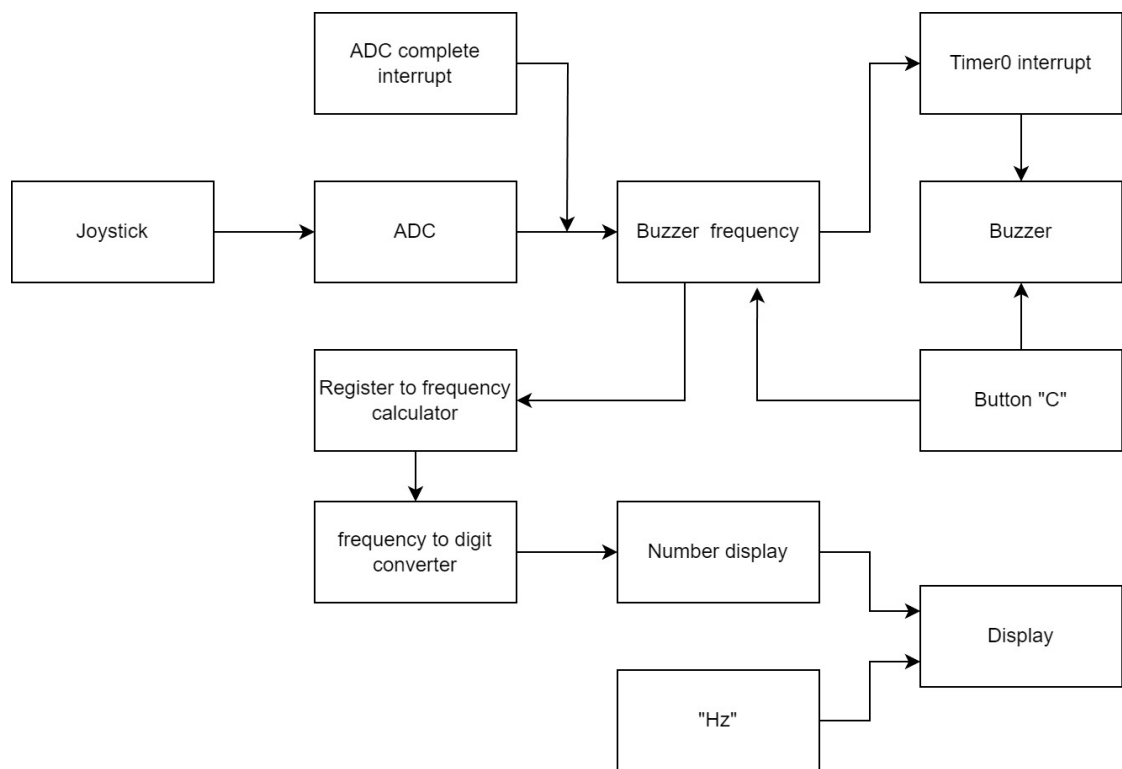 ADC complete
interrupt
Timer0 interrupt
Joystick
ADC
Buzzer frequency
Buzzer
Register to frequency
calculator
Button "C"
frequency to digit
converter
Number display
Display
"Hz"